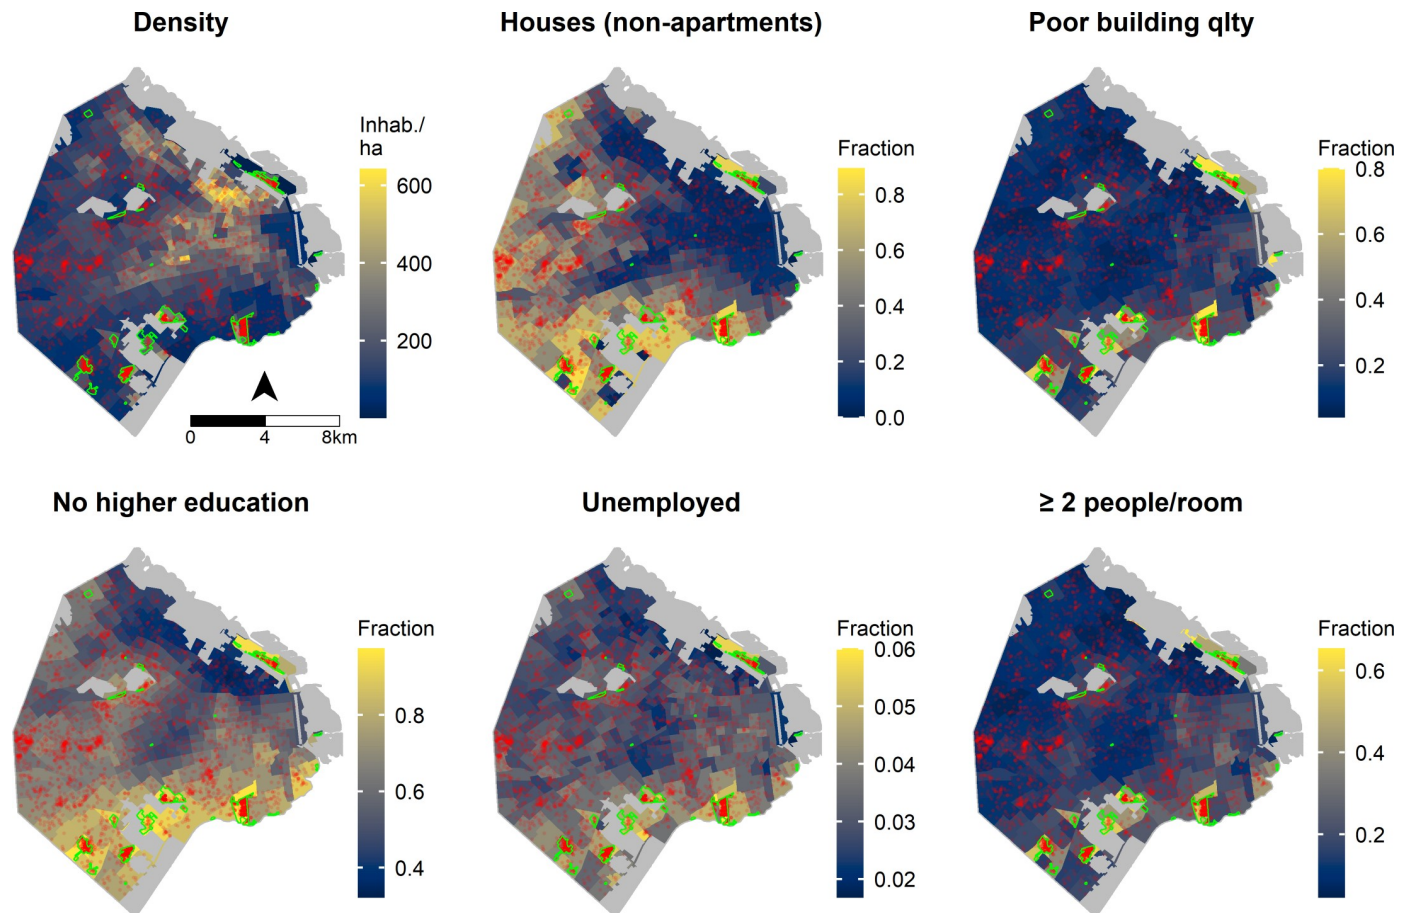 Density
Houses (non-apartments)
Poor building qlty
Inhab./
ha
600
400
200
0
4
8km
Fraction
0.8
0.6
0.4
0.2
0.0
Fraction
0.8
0.6
0.4
0.2
No higher education
Unemployed
≥ 2 people/room
Fraction
0.8
0.6
0.4
Fraction
0.06
0.05
0.04
0.03
0.02
Fraction
0.6
0.4
0.2